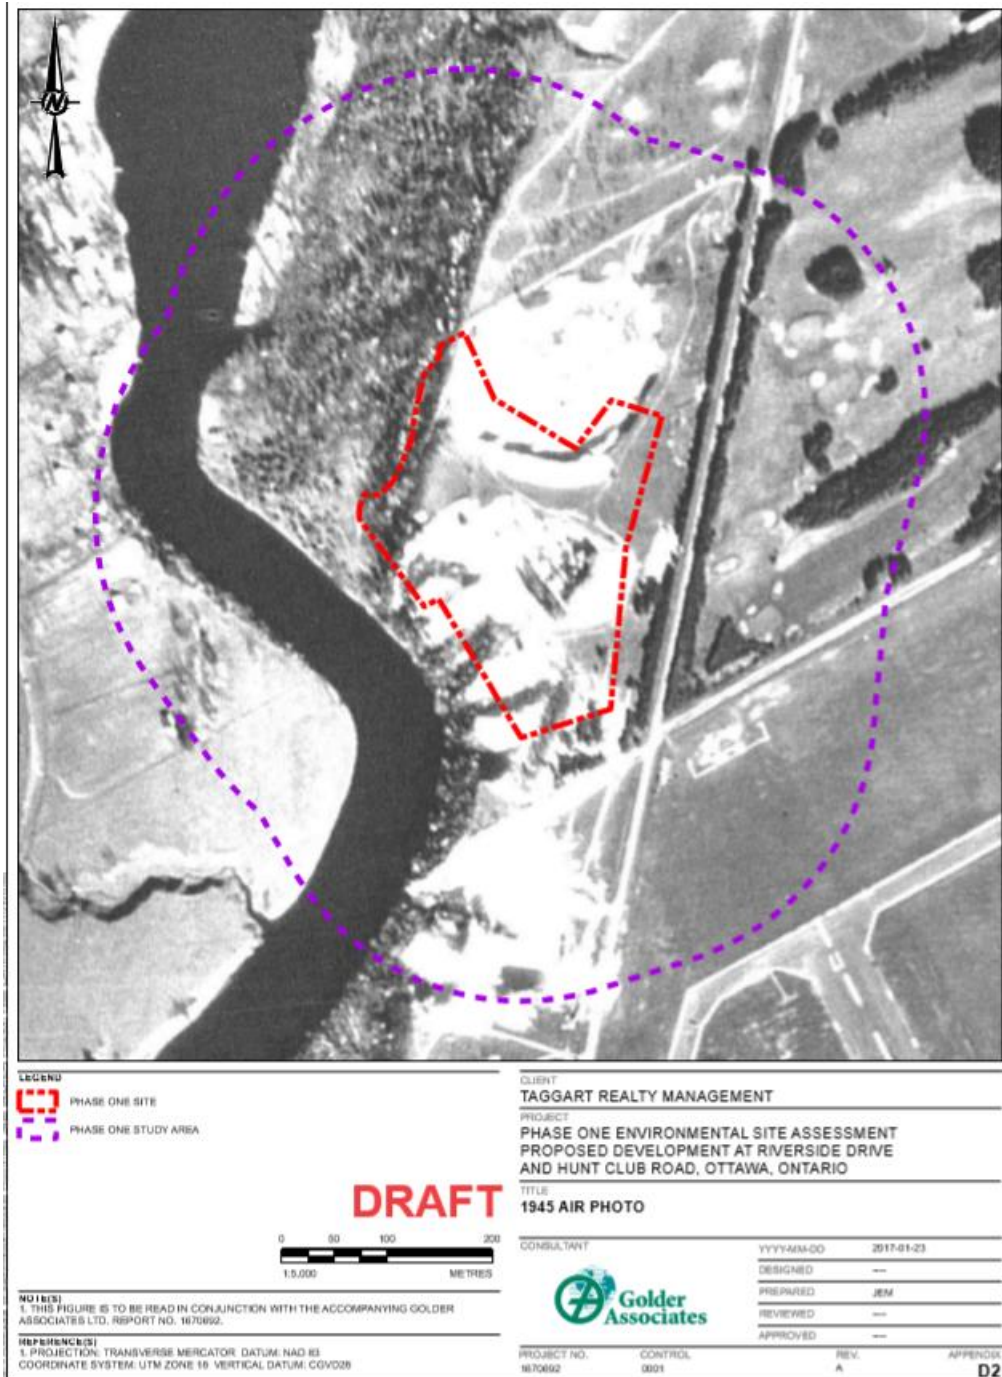 N
LEGEND
PHASE ONE SITE
PHASE ONE STUDY AREA
DRAFT
0 50 100 200
1:5,000 METRES
NOTE(S)
1. THIS FIGURE IS TO BE READ IN CONJUNCTION WITH THE ACCOMPANYING GOLDER
ASSOCIATES LTD. REPORT NO. 1670692.
REFERENCE(S)
1. PROJECTION: TRANSVERSE MERCATOR DATUM: NAD 83
COORDINATE SYSTEM: UTM ZONE 18 VERTICAL DATUM: CGVD28
CLIENT
TAGGART REALTY MANAGEMENT
PROJECT
PHASE ONE ENVIRONMENTAL SITE ASSESSMENT
PROPOSED DEVELOPMENT AT RIVERSIDE DRIVE
AND HUNT CLUB ROAD, OTTAWA, ONTARIO
TITLE
1945 AIR PHOTO
CONSULTANT
Golder
Associates
YYYY-MM-DD 2017-01-23
DESIGNED ---
PREPARED JEM
REVIEWED ---
APPROVED ---
PROJECT NO. CONTROL REV. APPENDIX
1670692 0001 A D2